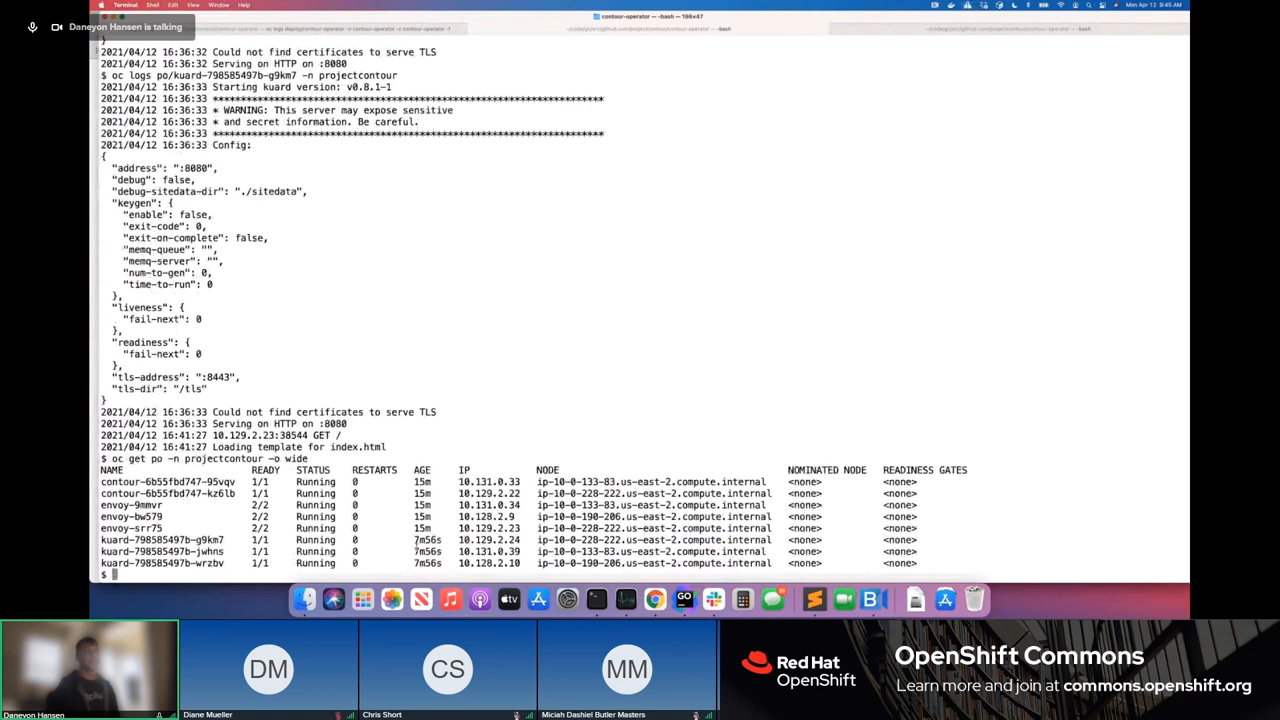 Daneyon Hansen is talking
Terminal Shell Edit View Window Help
Mon Apr 12 9:45 AM
contour-operator — -bash — 196×47
}
2021/04/12 16:36:32 Could not find certificates to serve TLS
2021/04/12 16:36:32 Serving on HTTP on :8080
$ oc logs po/kuard-798585497b-g9km7 -n projectcontour
2021/04/12 16:36:33 Starting kuard version: v0.8.1-1
2021/04/12 16:36:33 **********************************************************************
2021/04/12 16:36:33 * WARNING: This server may expose sensitive
2021/04/12 16:36:33 * and secret information. Be careful.
2021/04/12 16:36:33 **********************************************************************
2021/04/12 16:36:33 Config:
{
"address": ":8080",
"debug": false,
"debug-sitedata-dir": "./sitedata",
"keygen": {
"enable": false,
"exit-code": 0,
"exit-on-complete": false,
"memq-queue": "",
"memq-server": "",
"num-to-gen": 0,
"time-to-run": 0
},
"liveness": {
"fail-next": 0
},
"readiness": {
"fail-next": 0
},
"tls-address": ":8443",
"tls-dir": "/tls"
}
2021/04/12 16:36:33 Could not find certificates to serve TLS
2021/04/12 16:36:33 Serving on HTTP on :8080
2021/04/12 16:41:27 10.129.2.23:38544 GET /
2021/04/12 16:41:27 Loading template for index.html
$ oc get po -n projectcontour -o wide
NAME READY STATUS RESTARTS AGE IP NODE NOMINATED NODE READINESS GATES
contour-6b55fbd747-95vqv 1/1 Running 0 15m 10.131.0.33 ip-10-0-133-83.us-east-2.compute.internal <none> <none>
contour-6b55fbd747-kz6lb 1/1 Running 0 15m 10.129.2.22 ip-10-0-228-222.us-east-2.compute.internal <none> <none>
envoy-9mmvr 2/2 Running 0 15m 10.131.0.34 ip-10-0-133-83.us-east-2.compute.internal <none> <none>
envoy-bw579 2/2 Running 0 15m 10.128.2.9 ip-10-0-190-206.us-east-2.compute.internal <none> <none>
envoy-srr75 2/2 Running 0 15m 10.129.2.23 ip-10-0-228-222.us-east-2.compute.internal <none> <none>
kuard-798585497b-g9km7 1/1 Running 0 7m56s 10.129.2.24 ip-10-0-228-222.us-east-2.compute.internal <none> <none>
kuard-798585497b-jwhns 1/1 Running 0 7m56s 10.131.0.39 ip-10-0-133-83.us-east-2.compute.internal <none> <none>
kuard-798585497b-wrzbv 1/1 Running 0 7m56s 10.128.2.10 ip-10-0-190-206.us-east-2.compute.internal <none> <none>
$
tv
GO
B
DM
CS
MM
Daneyon Hansen
Diane Mueller
Chris Short
Miciah Dashiel Butler Masters
Red Hat
OpenShift
OpenShift Commons
Learn more and join at commons.openshift.org